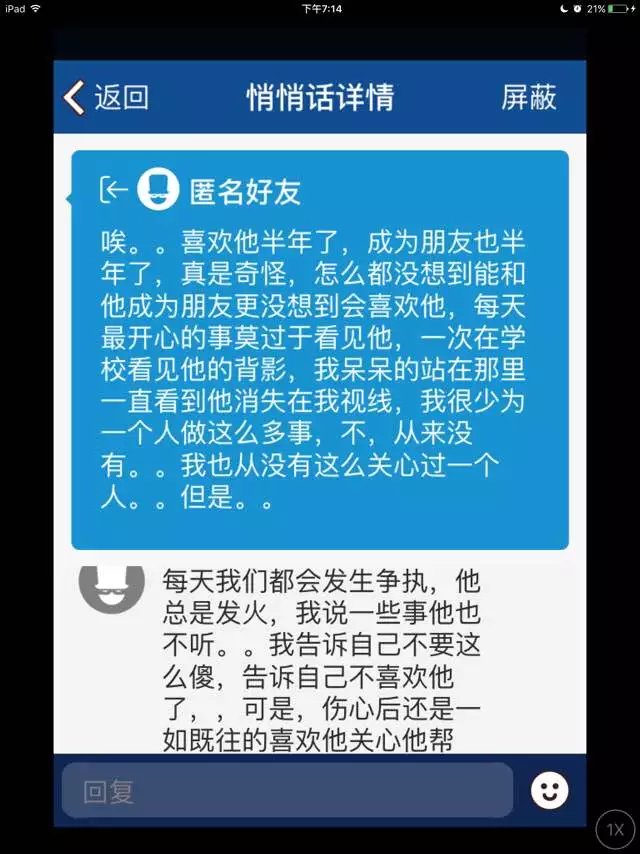 iPad 下午7:14 21%
返回 悄悄话详情 屏蔽
匿名好友
唉。。喜欢他半年了，成为朋友也半
年了，真是奇怪，怎么都没想到能和
他成为朋友更没想到会喜欢他，每天
最开心的事莫过于看见他，一次在学
校看见他的背影，我呆呆的站在那里
一直看到他消失在我视线，我很少为
一个人做这么多事，不，从来没
有。。我也从没有这么关心过一个
人。。但是。。
每天我们都会发生争执，他
总是发火，我说一些事他也
不听。。我告诉自己不要这
么傻，告诉自己不喜欢他
了，，可是，伤心后还是一
如既往的喜欢他关心他帮
回复
1X